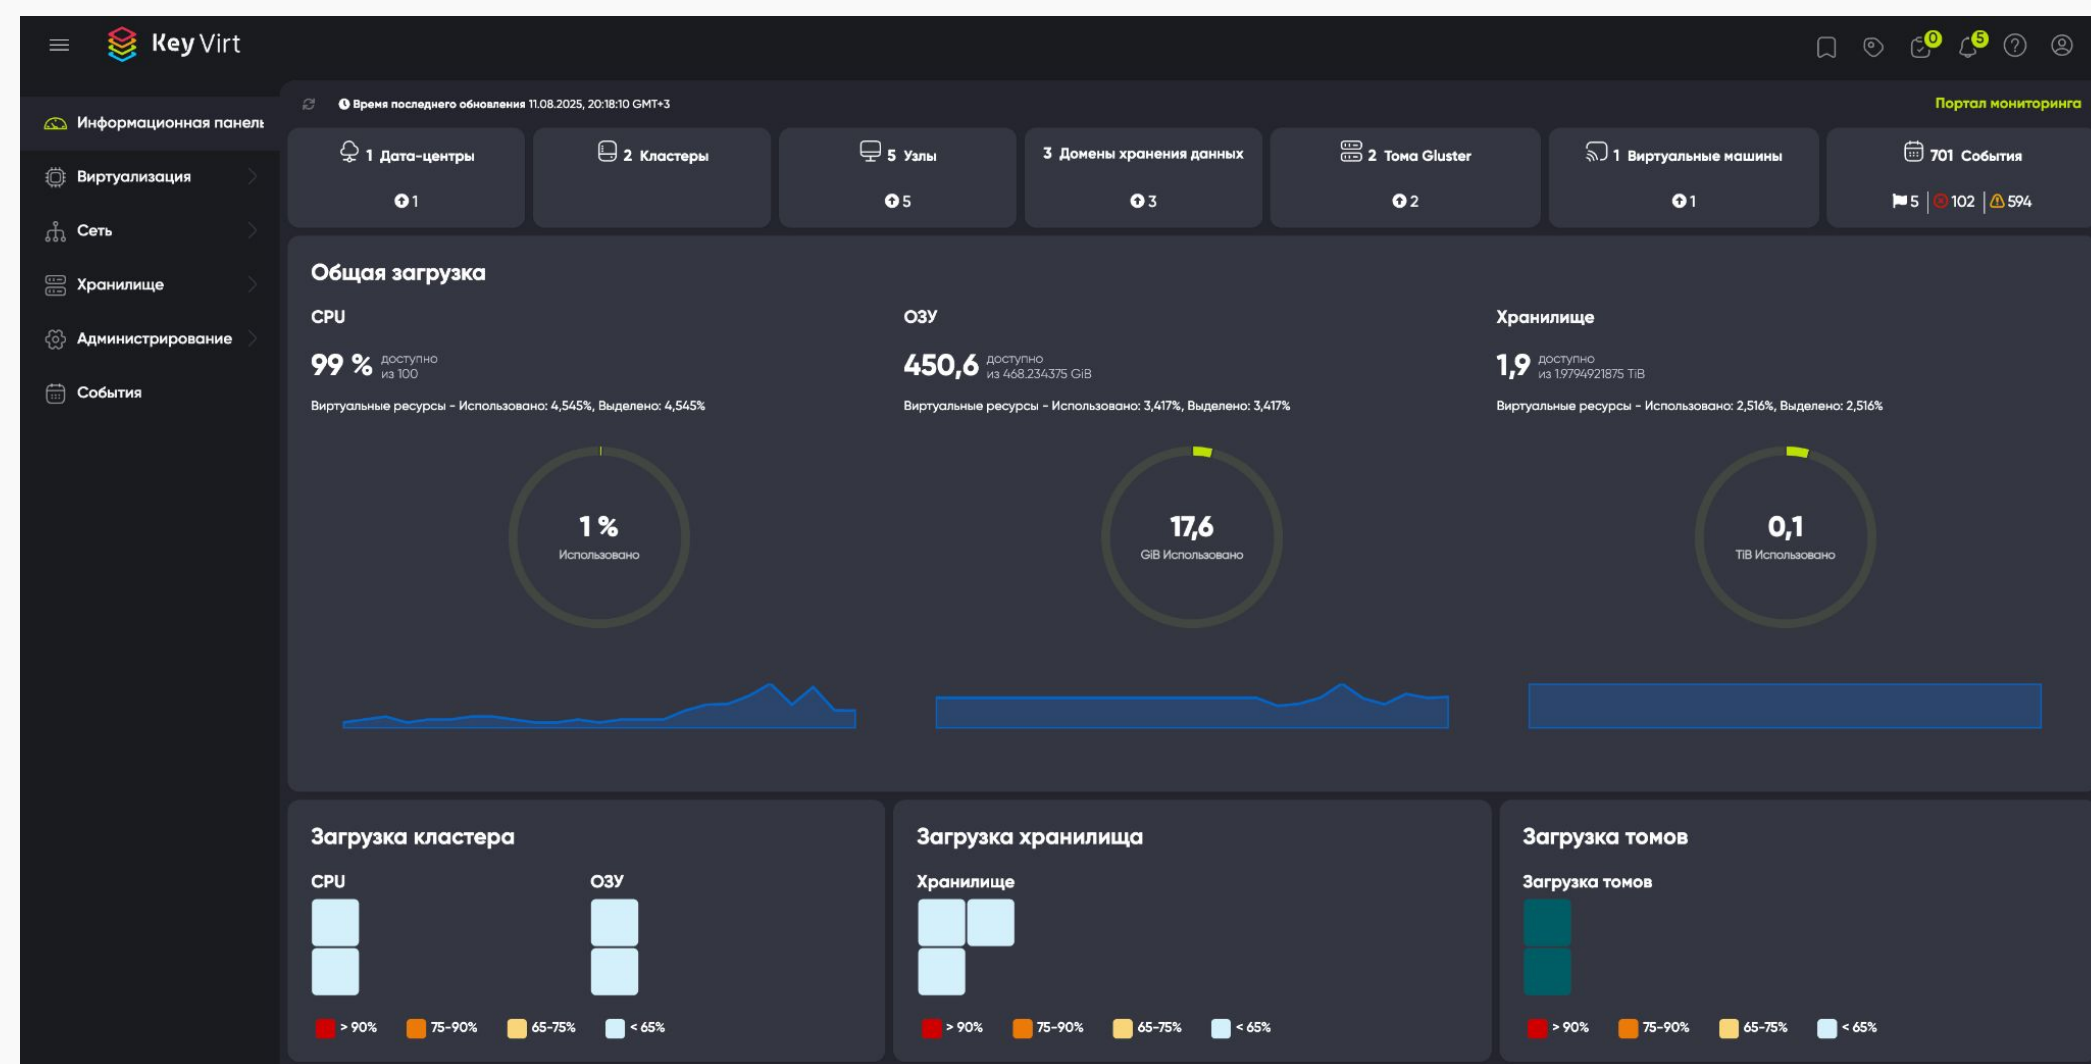 Key Virt
0
5
Информационная панель
Виртуализация
Сеть
Хранилище
Администрирование
События
Время последнего обновления 11.08.2025, 20:18:10 GMT+3
Портал мониторинга
1 Дата-центры
1
2 Кластеры
5 Узлы
5
3 Домены хранения данных
3
2 Тома Gluster
2
1 Виртуальные машины
1
701 События
5 | 102 | 594
Общая загрузка
CPU
99 % доступно
из 100
Виртуальные ресурсы - Использовано: 4,545%, Выделено: 4,545%
1 %
Использовано
ОЗУ
450,6 доступно
из 468.234375 GiB
Виртуальные ресурсы - Использовано: 3,417%, Выделено: 3,417%
17,6
GiB Использовано
Хранилище
1,9 доступно
из 1.9794921875 TiB
Виртуальные ресурсы - Использовано: 2,516%, Выделено: 2,516%
0,1
TiB Использовано
Загрузка кластера
CPU
ОЗУ
> 90% 75-90% 65-75% < 65%
Загрузка хранилища
Хранилище
> 90% 75-90% 65-75% < 65%
Загрузка томов
Загрузка томов
> 90% 75-90% 65-75% < 65%